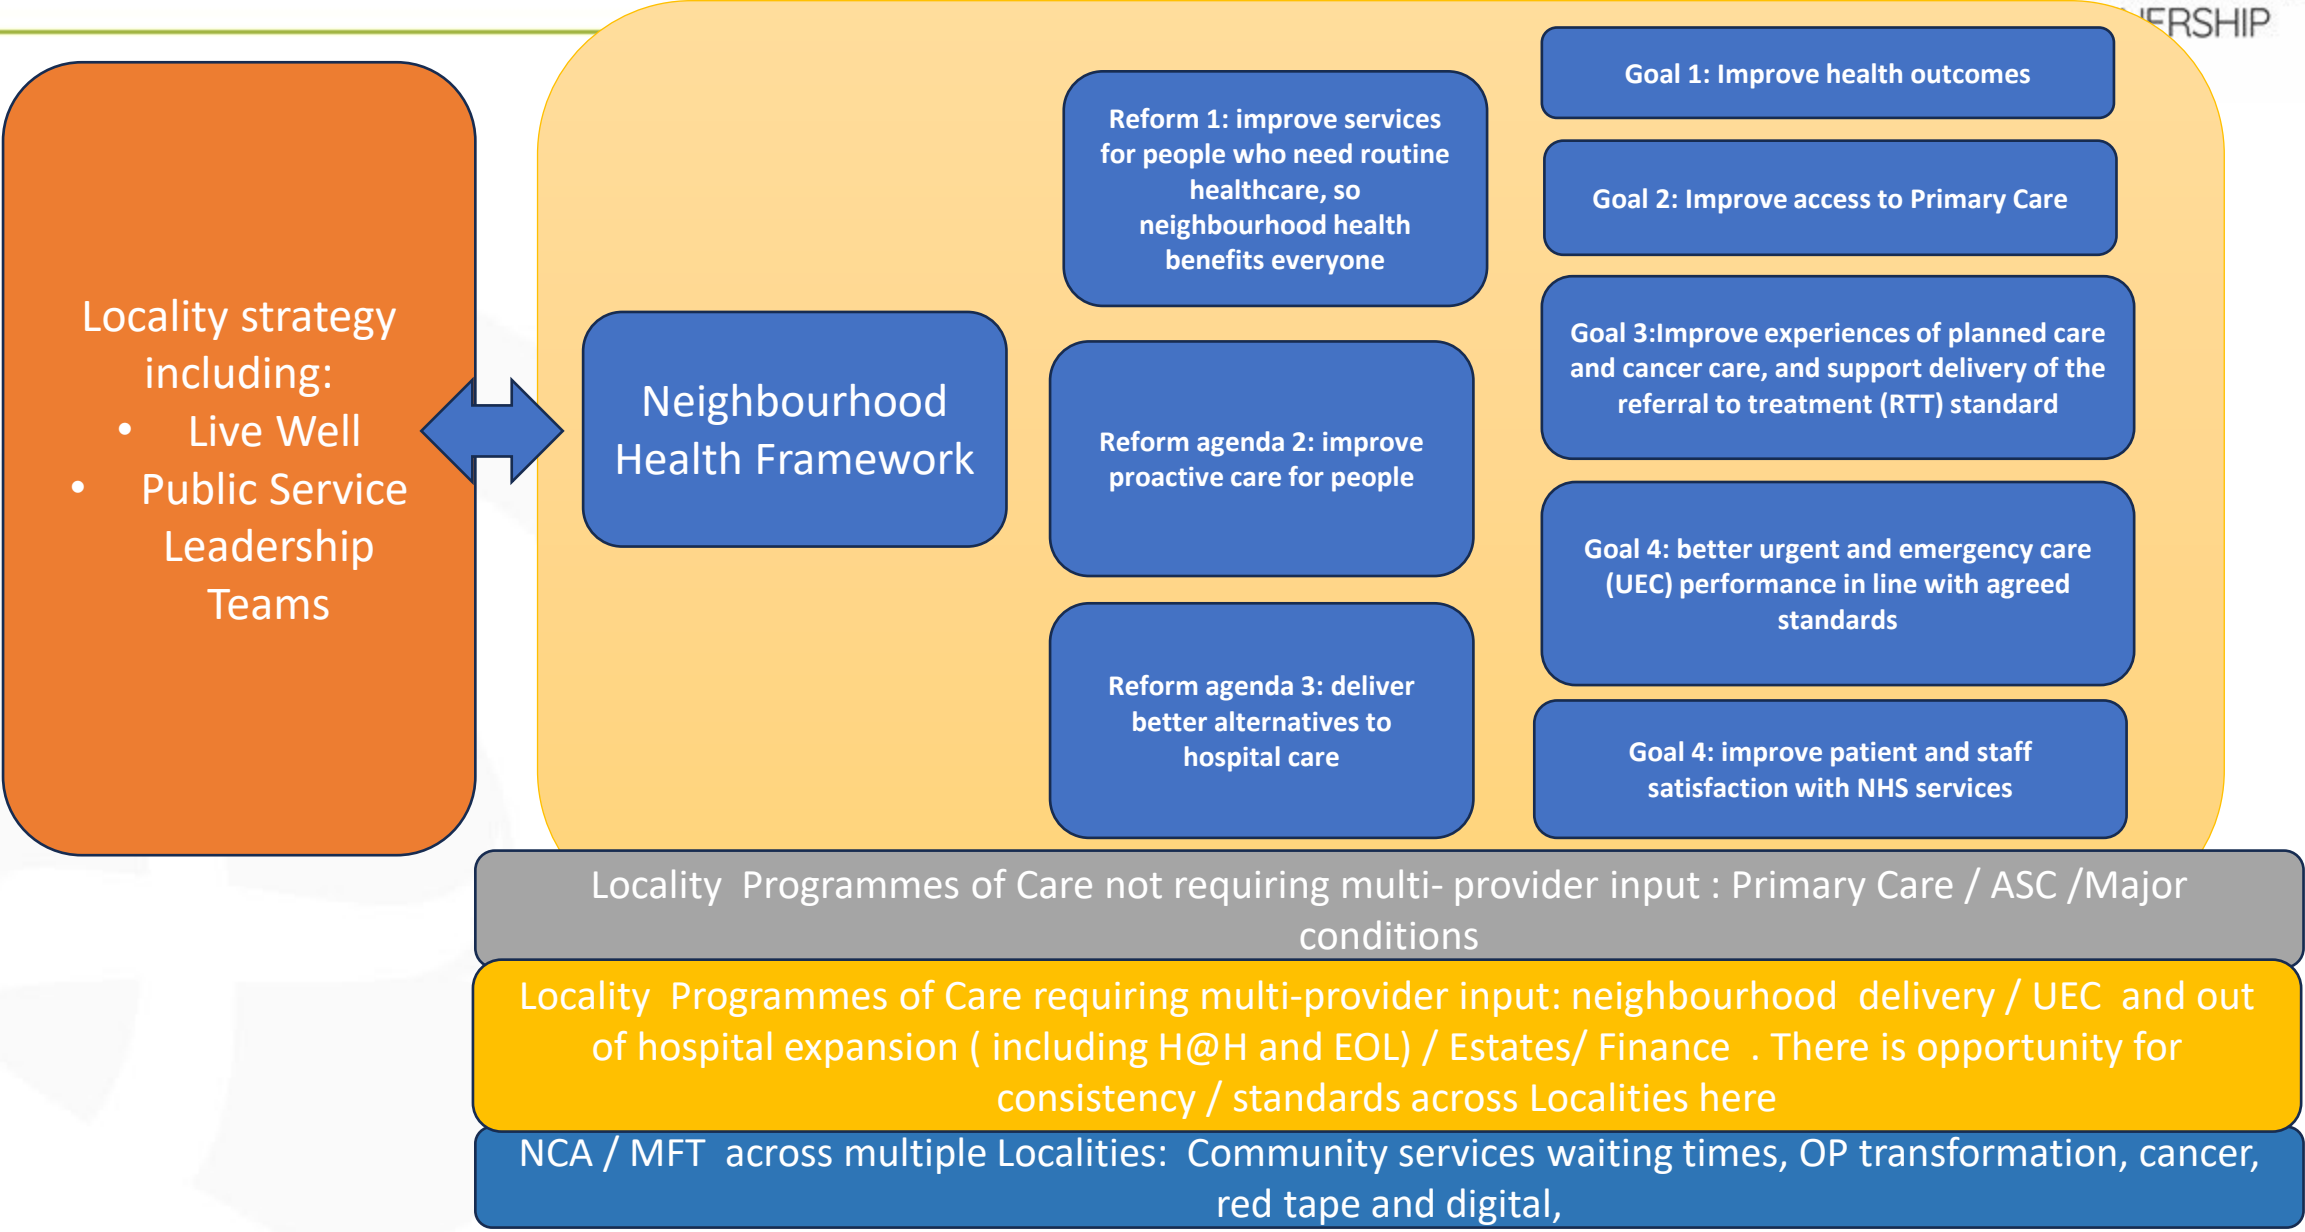 Locality strategy
including:
• Live Well
• Public Service
Leadership
Teams
Neighbourhood
Health Framework
Reform 1: improve services
for people who need routine
healthcare, so
neighbourhood health
benefits everyone
Reform agenda 2: improve
proactive care for people
Reform agenda 3: deliver
better alternatives to
hospital care
Goal 1: Improve health outcomes
Goal 2: Improve access to Primary Care
Goal 3:Improve experiences of planned care
and cancer care, and support delivery of the
referral to treatment (RTT) standard
Goal 4: better urgent and emergency care
(UEC) performance in line with agreed
standards
Goal 4: improve patient and staff
satisfaction with NHS services
Locality Programmes of Care not requiring multi- provider input : Primary Care / ASC /Major
conditions
Locality Programmes of Care requiring multi-provider input: neighbourhood delivery / UEC and out
of hospital expansion ( including H@H and EOL) / Estates/ Finance . There is opportunity for
consistency / standards across Localities here
NCA / MFT across multiple Localities: Community services waiting times, OP transformation, cancer,
red tape and digital,